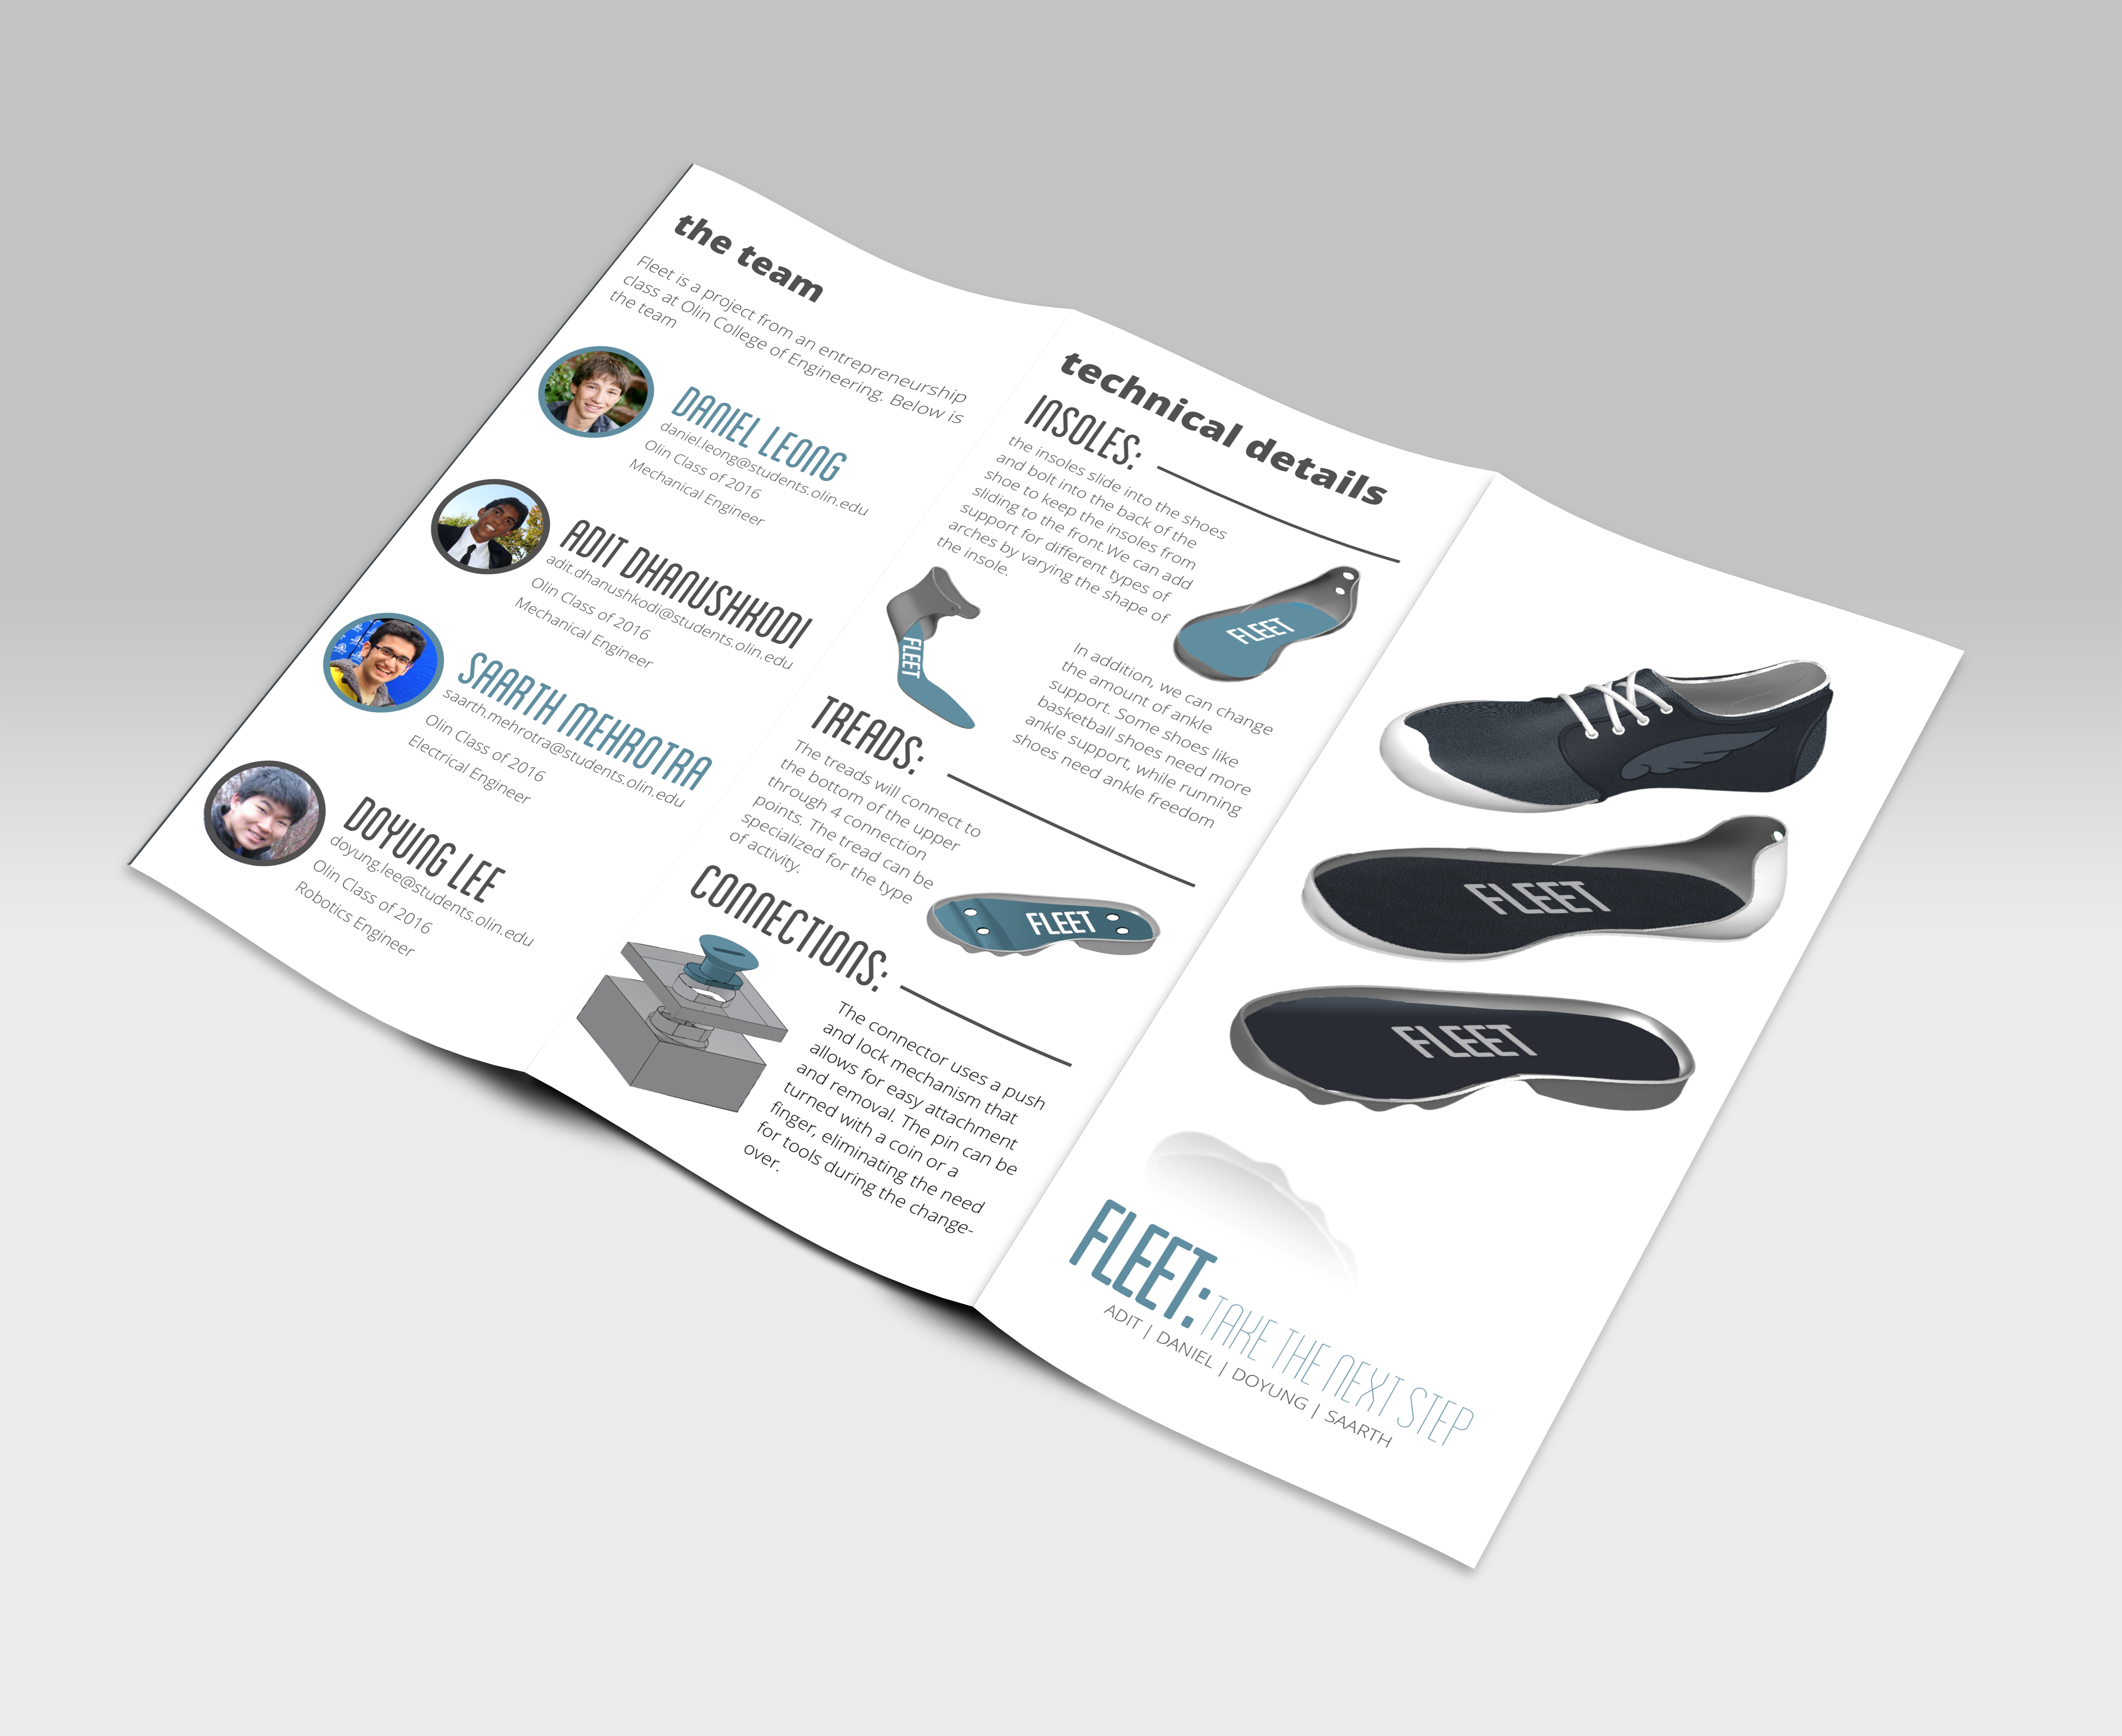 the team
Fleet is a project from an entrepreneurship
class at Olin College of Engineering. Below is
the team
DANIEL LEONG
daniel.leong@students.olin.edu
Olin Class of 2016
Mechanical Engineer
ADIT DHANUSHKODI
adit.dhanushkodi@students.olin.edu
Olin Class of 2016
Mechanical Engineer
SAARTH MEHROTRA
saarth.mehrotra@students.olin.edu
Olin Class of 2016
Electrical Engineer
DOYUNG LEE
doyung.lee@students.olin.edu
Olin Class of 2016
Robotics Engineer
technical details
INSOLES:
the insoles slide into the shoes
and bolt into the back of the
shoe to keep the insoles from
sliding to the front.We can add
support for different types of
arches by varying the shape of
the insole.
FLEET
FLEET
In addition, we can change
the amount of ankle
support. Some shoes like
basketball shoes need more
ankle support, while running
shoes need ankle freedom
TREADS:
The treads will connect to
the bottom of the upper
through 4 connection
points. The tread can be
specialized for the type
of activity.
FLEET
CONNECTIONS:
The connector uses a push
and lock mechanism that
allows for easy attachment
and removal. The pin can be
turned with a coin or a
finger, eliminating the need
for tools during the change-
over.
FLEET
FLEET
FLEET: TAKE THE NEXT STEP
ADIT | DANIEL | DOYUNG | SAARTH